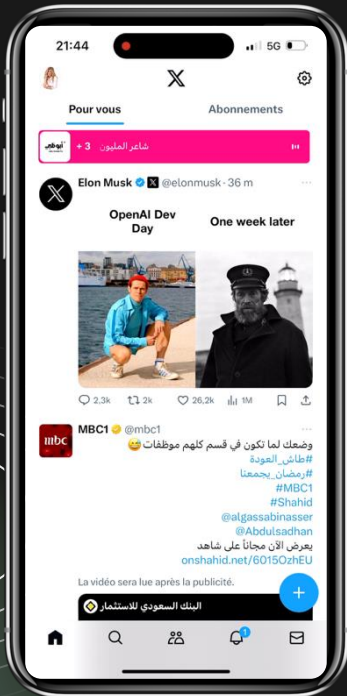 21:44
5G
X
Pour vous
Abonnements
أبوظبي
+ 3
شاعر المليون
Elon Musk X @elonmusk · 36 m
OpenAI Dev
Day
One week later
2,3k
2k
26,2k
1M
mbc
MBC1 @mbc1
وضعك لما تكون في قسم كلهم موظفات 😅
#طاش_العودة
#رمضان_يجمعنا
#MBC1
#Shahid
@algassabinasser
@Abdulsadhan
يعرض الآن مجاناً على شاهد
onshahid.net/6015OzhEU
La vidéo sera lue après la publicité.
البنك السعودي للاستثمار